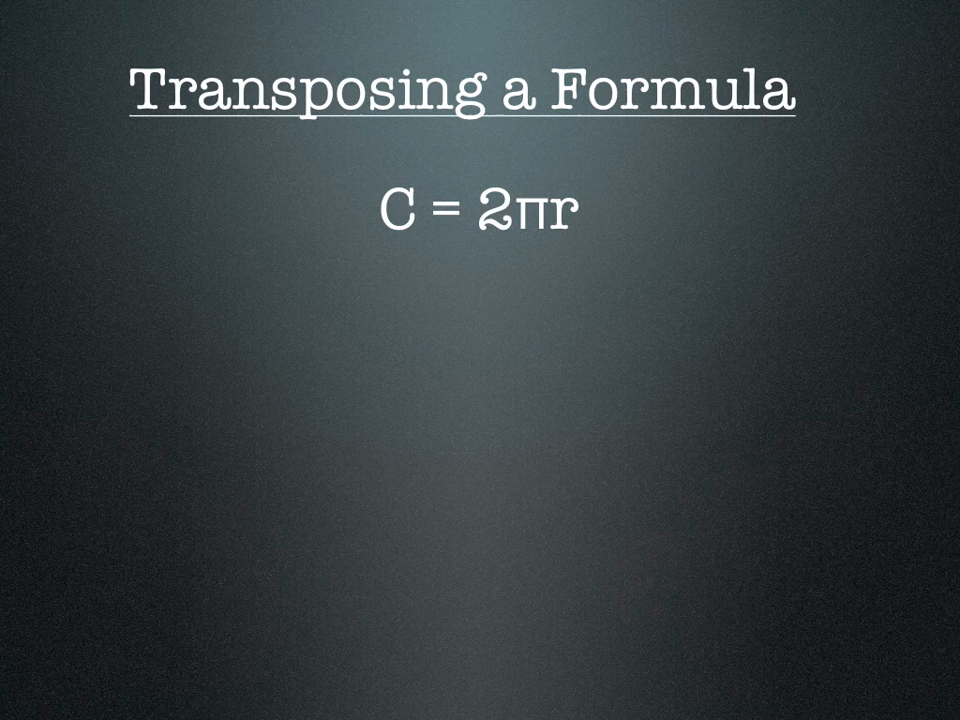 Transposing a Formula
C = 2πr